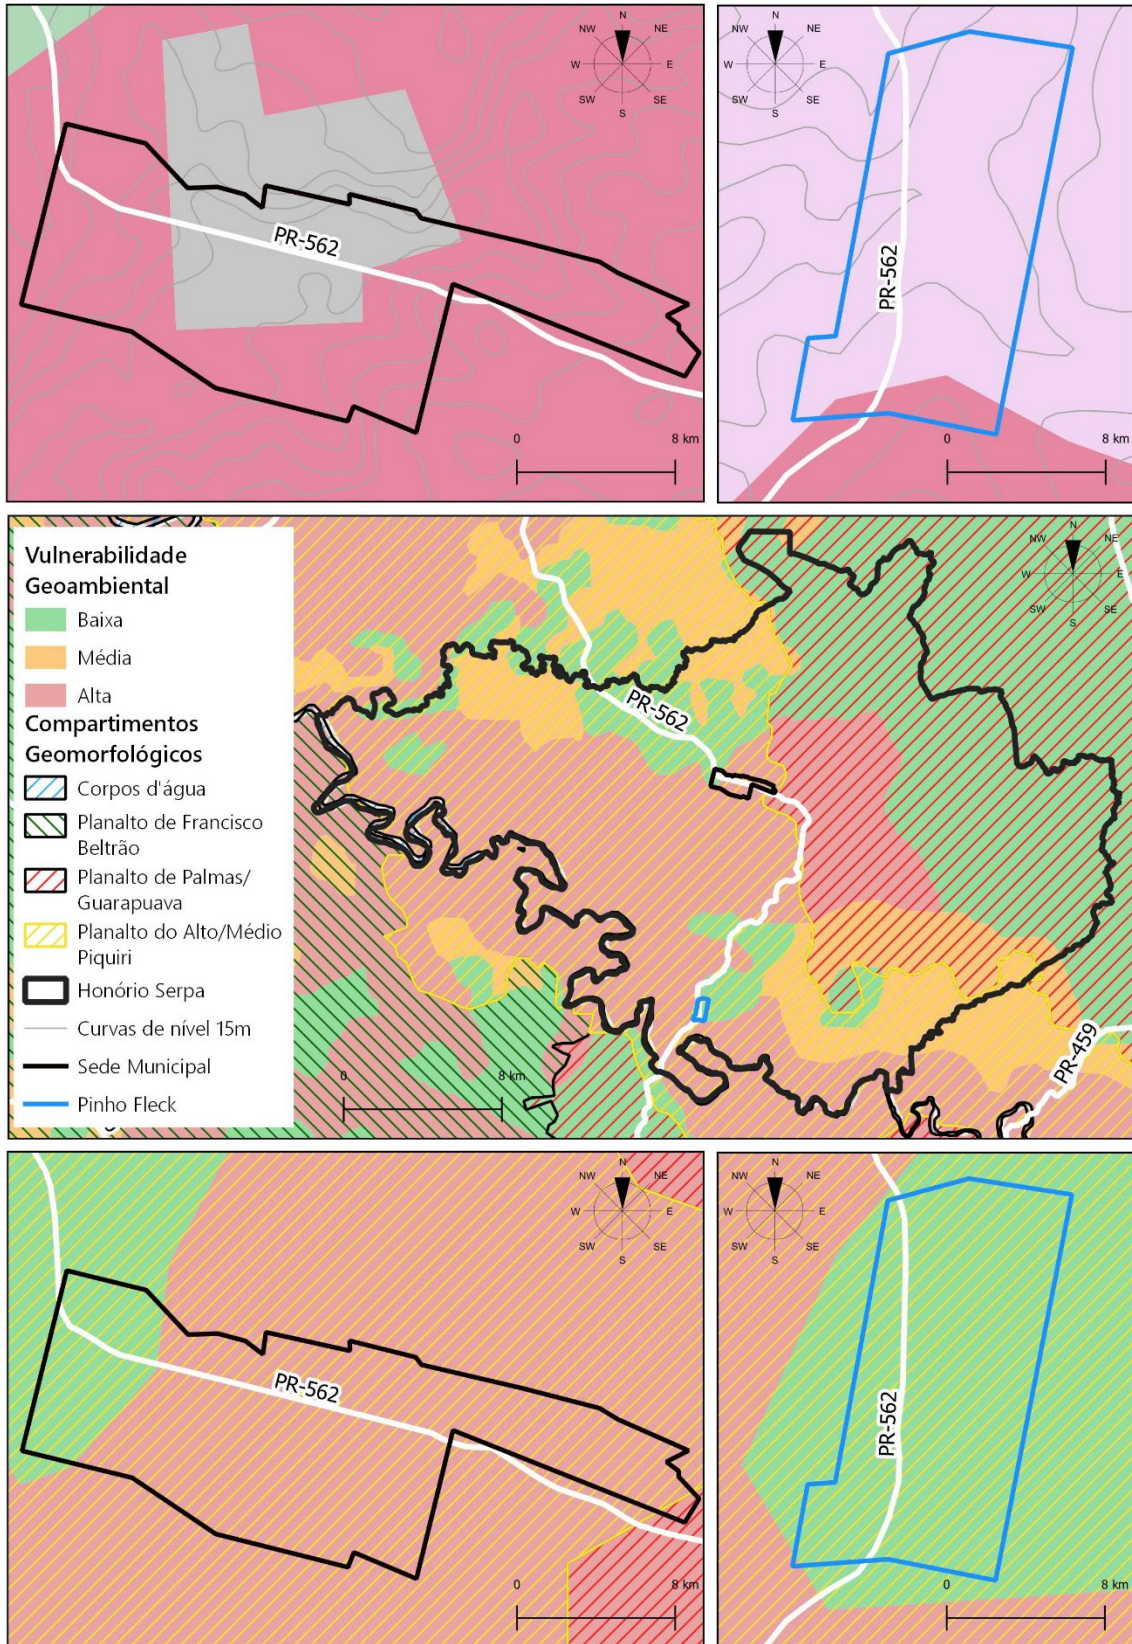 N
NW
NE
W
E
SW
SE
S
PR-562
0
8 km
N
NW
NE
W
E
SW
SE
S
PR-562
0
8 km
Vulnerabilidade
Geoambiental
Baixa
Média
Alta
Compartimentos
Geomorfológicos
Corpos d'água
Planalto de Francisco
Beltrão
Planalto de Palmas/
Guarapuava
Planalto do Alto/Médio
Piquiri
Honório Serpa
Curvas de nível 15m
Sede Municipal
Pinho Fleck
N
NW
NE
W
E
SW
SE
S
PR-562
PR-459
0
8 km
N
NW
NE
W
E
SW
SE
S
PR-562
0
8 km
N
NW
NE
W
E
SW
SE
S
PR-562
0
8 km